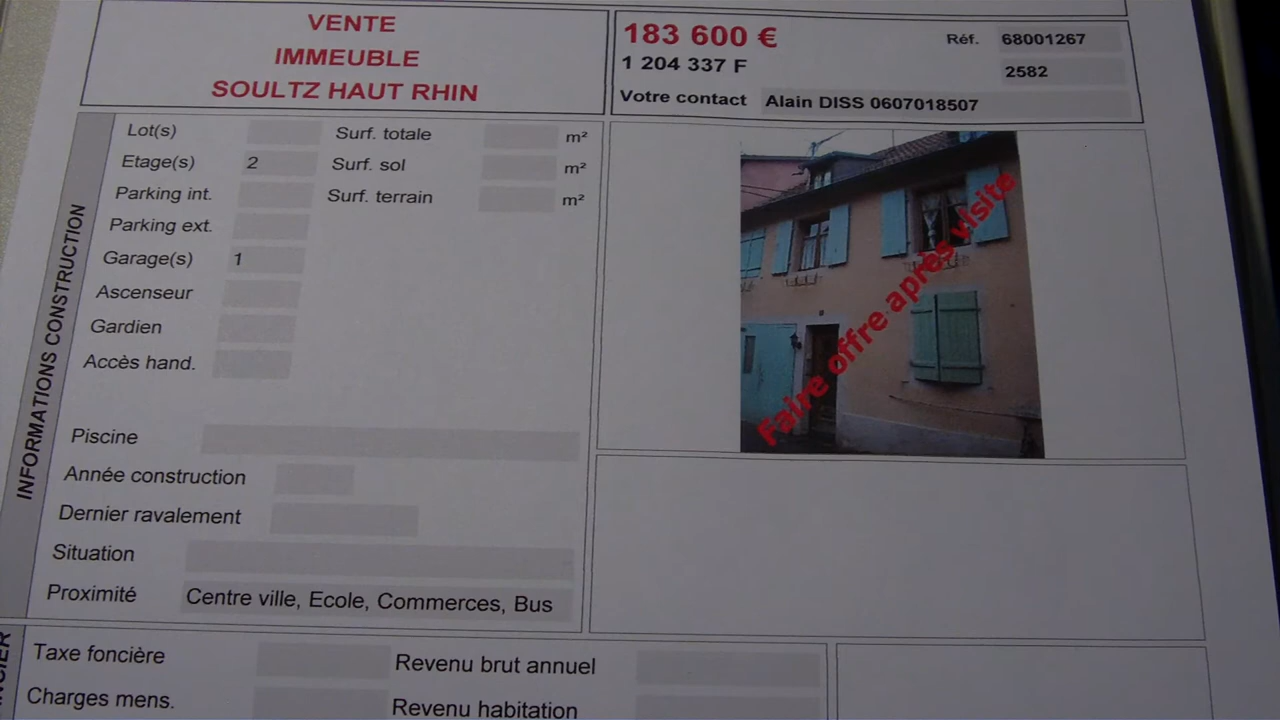 VENTE
IMMEUBLE
SOULTZ HAUT RHIN
183 600 €
1 204 337 F
Réf. 68001267
2582
Votre contact Alain DISS 0607018507
INFORMATIONS CONSTRUCTION
Lot(s) Surf. totale m²
Etage(s) 2 Surf. sol m²
Parking int. Surf. terrain m²
Parking ext.
Garage(s) 1
Ascenseur
Gardien
Accès hand.
Piscine
Année construction
Dernier ravalement
Situation
Proximité Centre ville, Ecole, Commerces, Bus
Faire offre après visite
Taxe foncière Revenu brut annuel
Charges mens. Revenu habitation